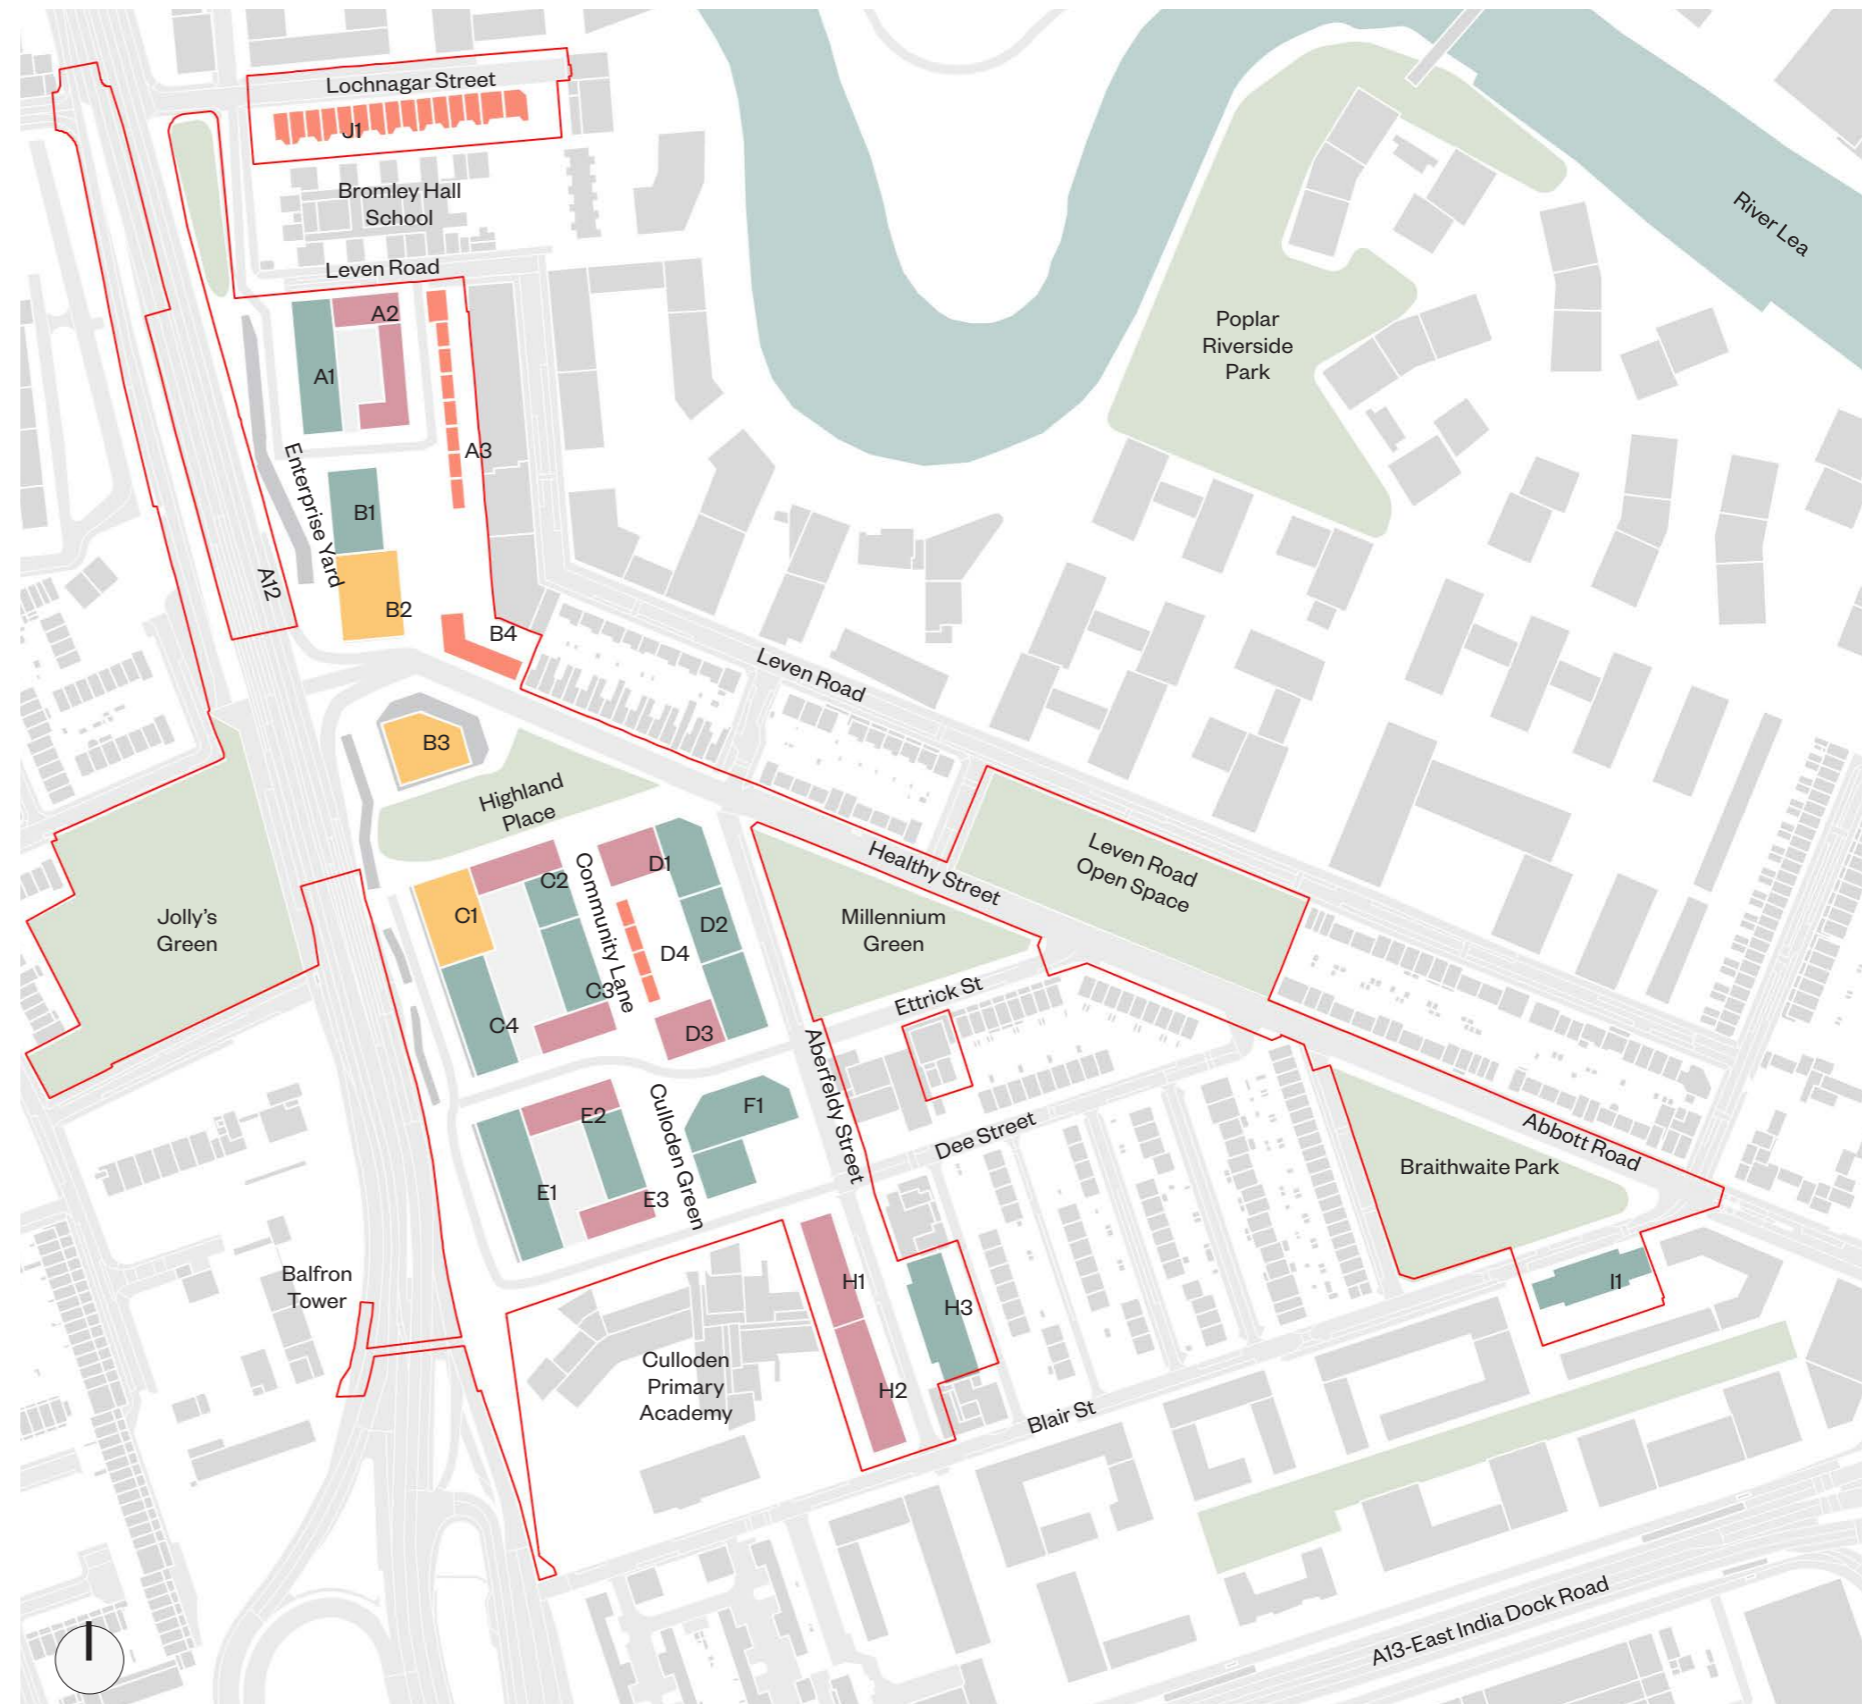 Lochnagar Street
J1
Bromley Hall
School
River Lea
Leven Road
A2
Poplar
Riverside
Park
A1
A3
Enterprise Yard
B1
A12
B2
B4
Leven Road
B3
Highland
Place
Healthy Street
Leven Road
Open Space
Community Lane
D1
C2
C1
Jolly's
Green
Millennium
Green
D2
D4
C3
Ettrick St
C4
D3
Aberfeldy Street
F1
E2
Culloden Green
Dee Street
Abbott Road
Braithwaite Park
E1
E3
Balfron
Tower
H1
I1
H3
Culloden
Primary
Academy
H2
Blair St
A13-East India Dock Road